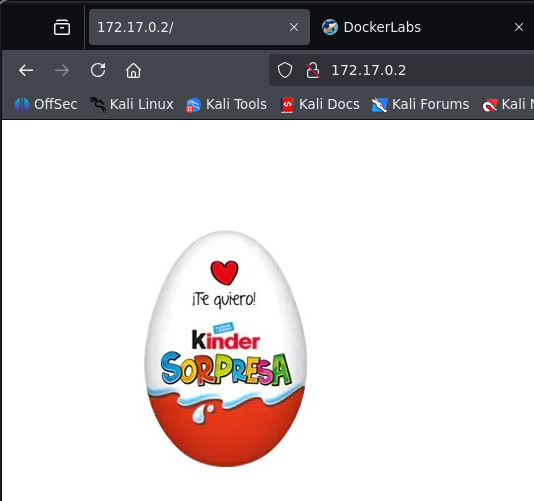 172.17.0.2/
DockerLabs
172.17.0.2
OffSec Kali Linux Kali Tools Kali Docs Kali Forums Kali N
¡Te quiero!
kinder
SORPRESA